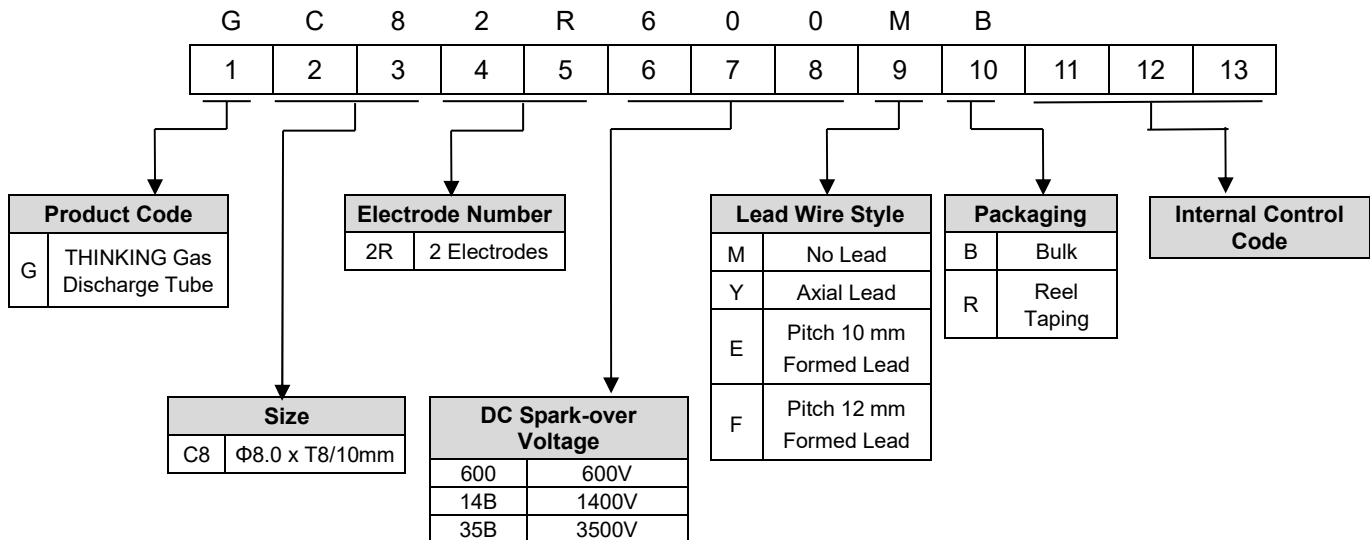 G C 8 2 R 6 0 0 M B
1 2 3 4 5 6 7 8 9 10 11 12 13
Product Code
G THINKING Gas
Discharge Tube
Electrode Number
2R 2 Electrodes
Lead Wire Style
M No Lead
Y Axial Lead
E Pitch 10 mm
Formed Lead
F Pitch 12 mm
Formed Lead
Packaging
B Bulk
R Reel
Taping
Internal Control
Code
Size
C8 Φ8.0 x T8/10mm
DC Spark-over
Voltage
600 600V
14B 1400V
35B 3500V